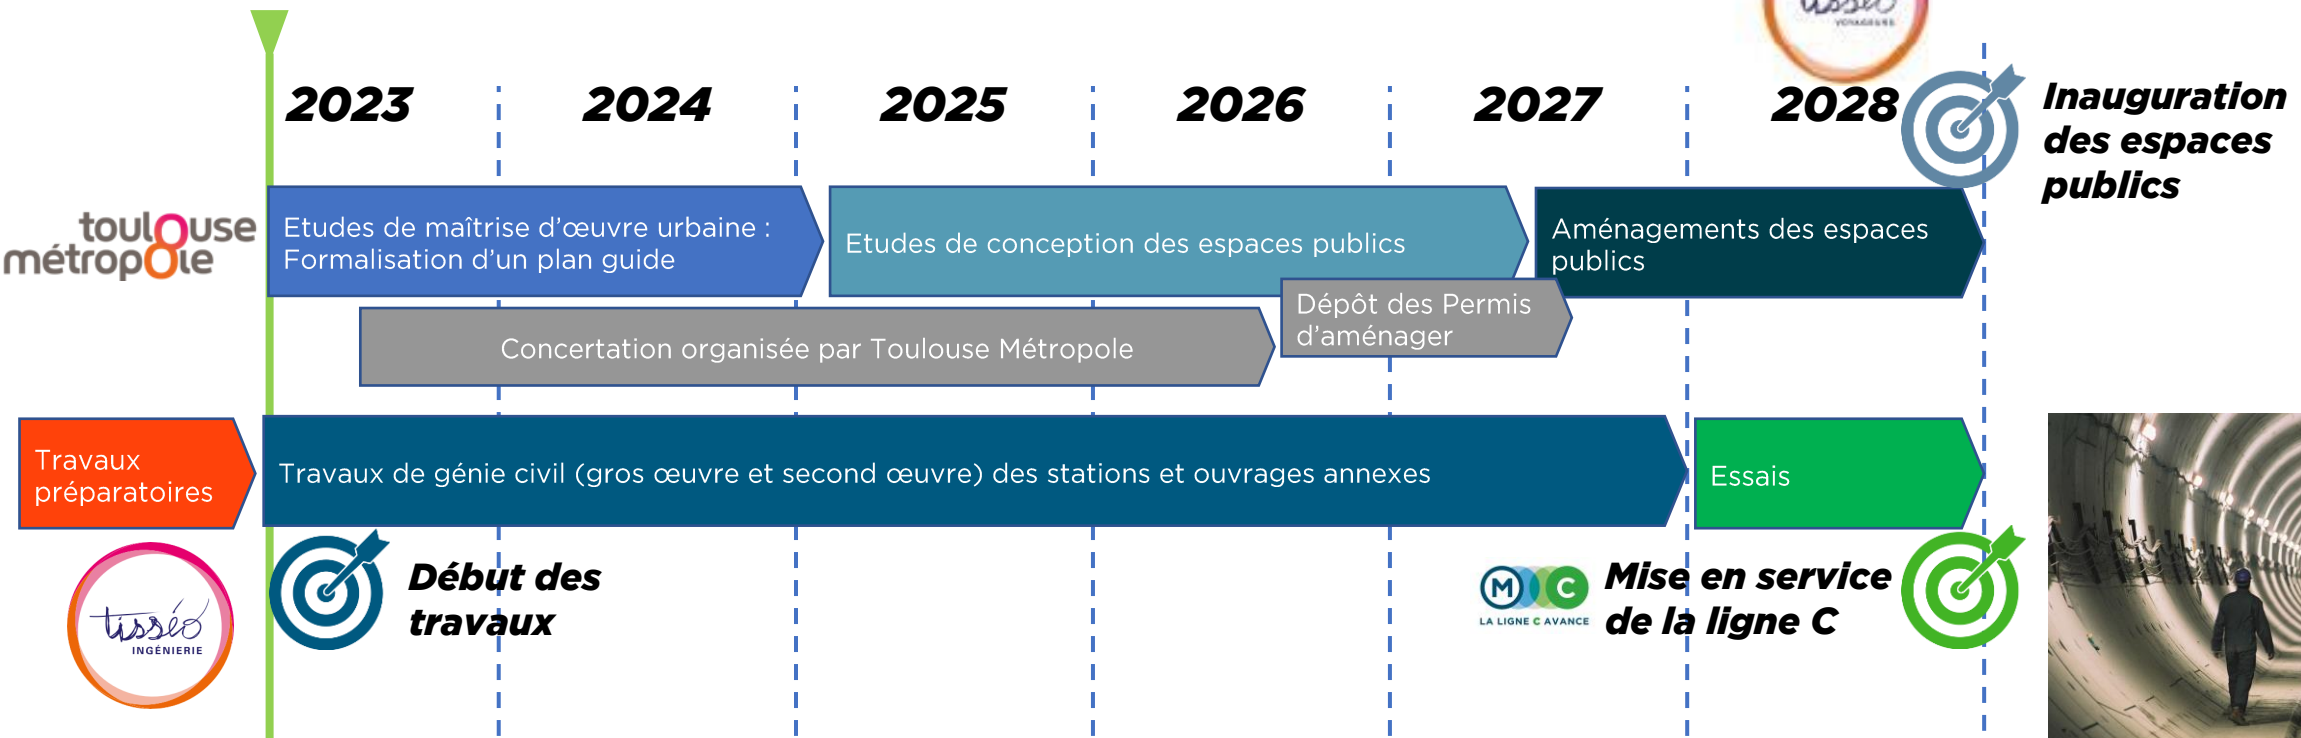 tisséo
VOYAGEURS
2023
2024
2025
2026
2027
2028
Inauguration
des espaces
publics
toulouse
métropole
Etudes de maîtrise d'œuvre urbaine :
Formalisation d'un plan guide
Etudes de conception des espaces publics
Aménagements des espaces
publics
Dépôt des Permis
d'aménager
Concertation organisée par Toulouse Métropole
Travaux
préparatoires
Travaux de génie civil (gros œuvre et second œuvre) des stations et ouvrages annexes
Essais
tisséo
INGÉNIERIE
Début des
travaux
M C
LA LIGNE C AVANCE
Mise en service
de la ligne C